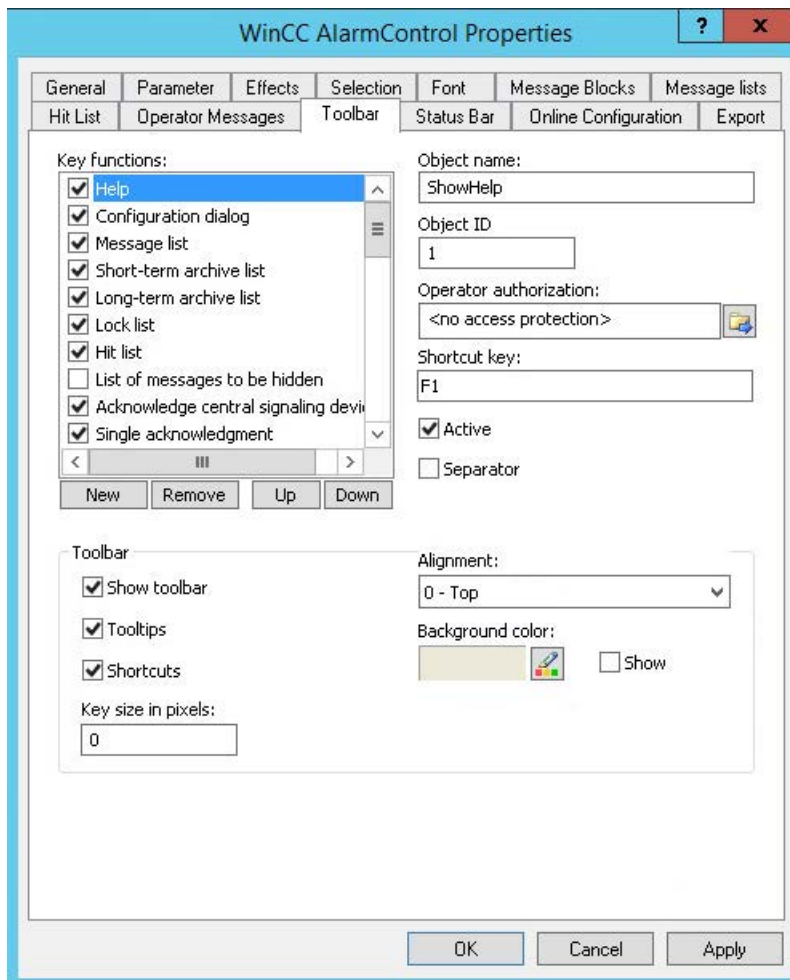 WinCC AlarmControl Properties
? x
General Parameter Effects Selection Font Message Blocks Message lists
Hit List Operator Messages Toolbar Status Bar Online Configuration Export
Key functions:
Help
Configuration dialog
Message list
Short-term archive list
Long-term archive list
Lock list
Hit list
List of messages to be hidden
Acknowledge central signaling devi
Single acknowledgment
New Remove Up Down
Object name:
ShowHelp
Object ID
1
Operator authorization:
<no access protection>
Shortcut key:
F1
Active
Separator
Toolbar
Show toolbar
Tooltips
Shortcuts
Key size in pixels:
0
Alignment:
0 - Top
Background color:
Show
OK Cancel Apply